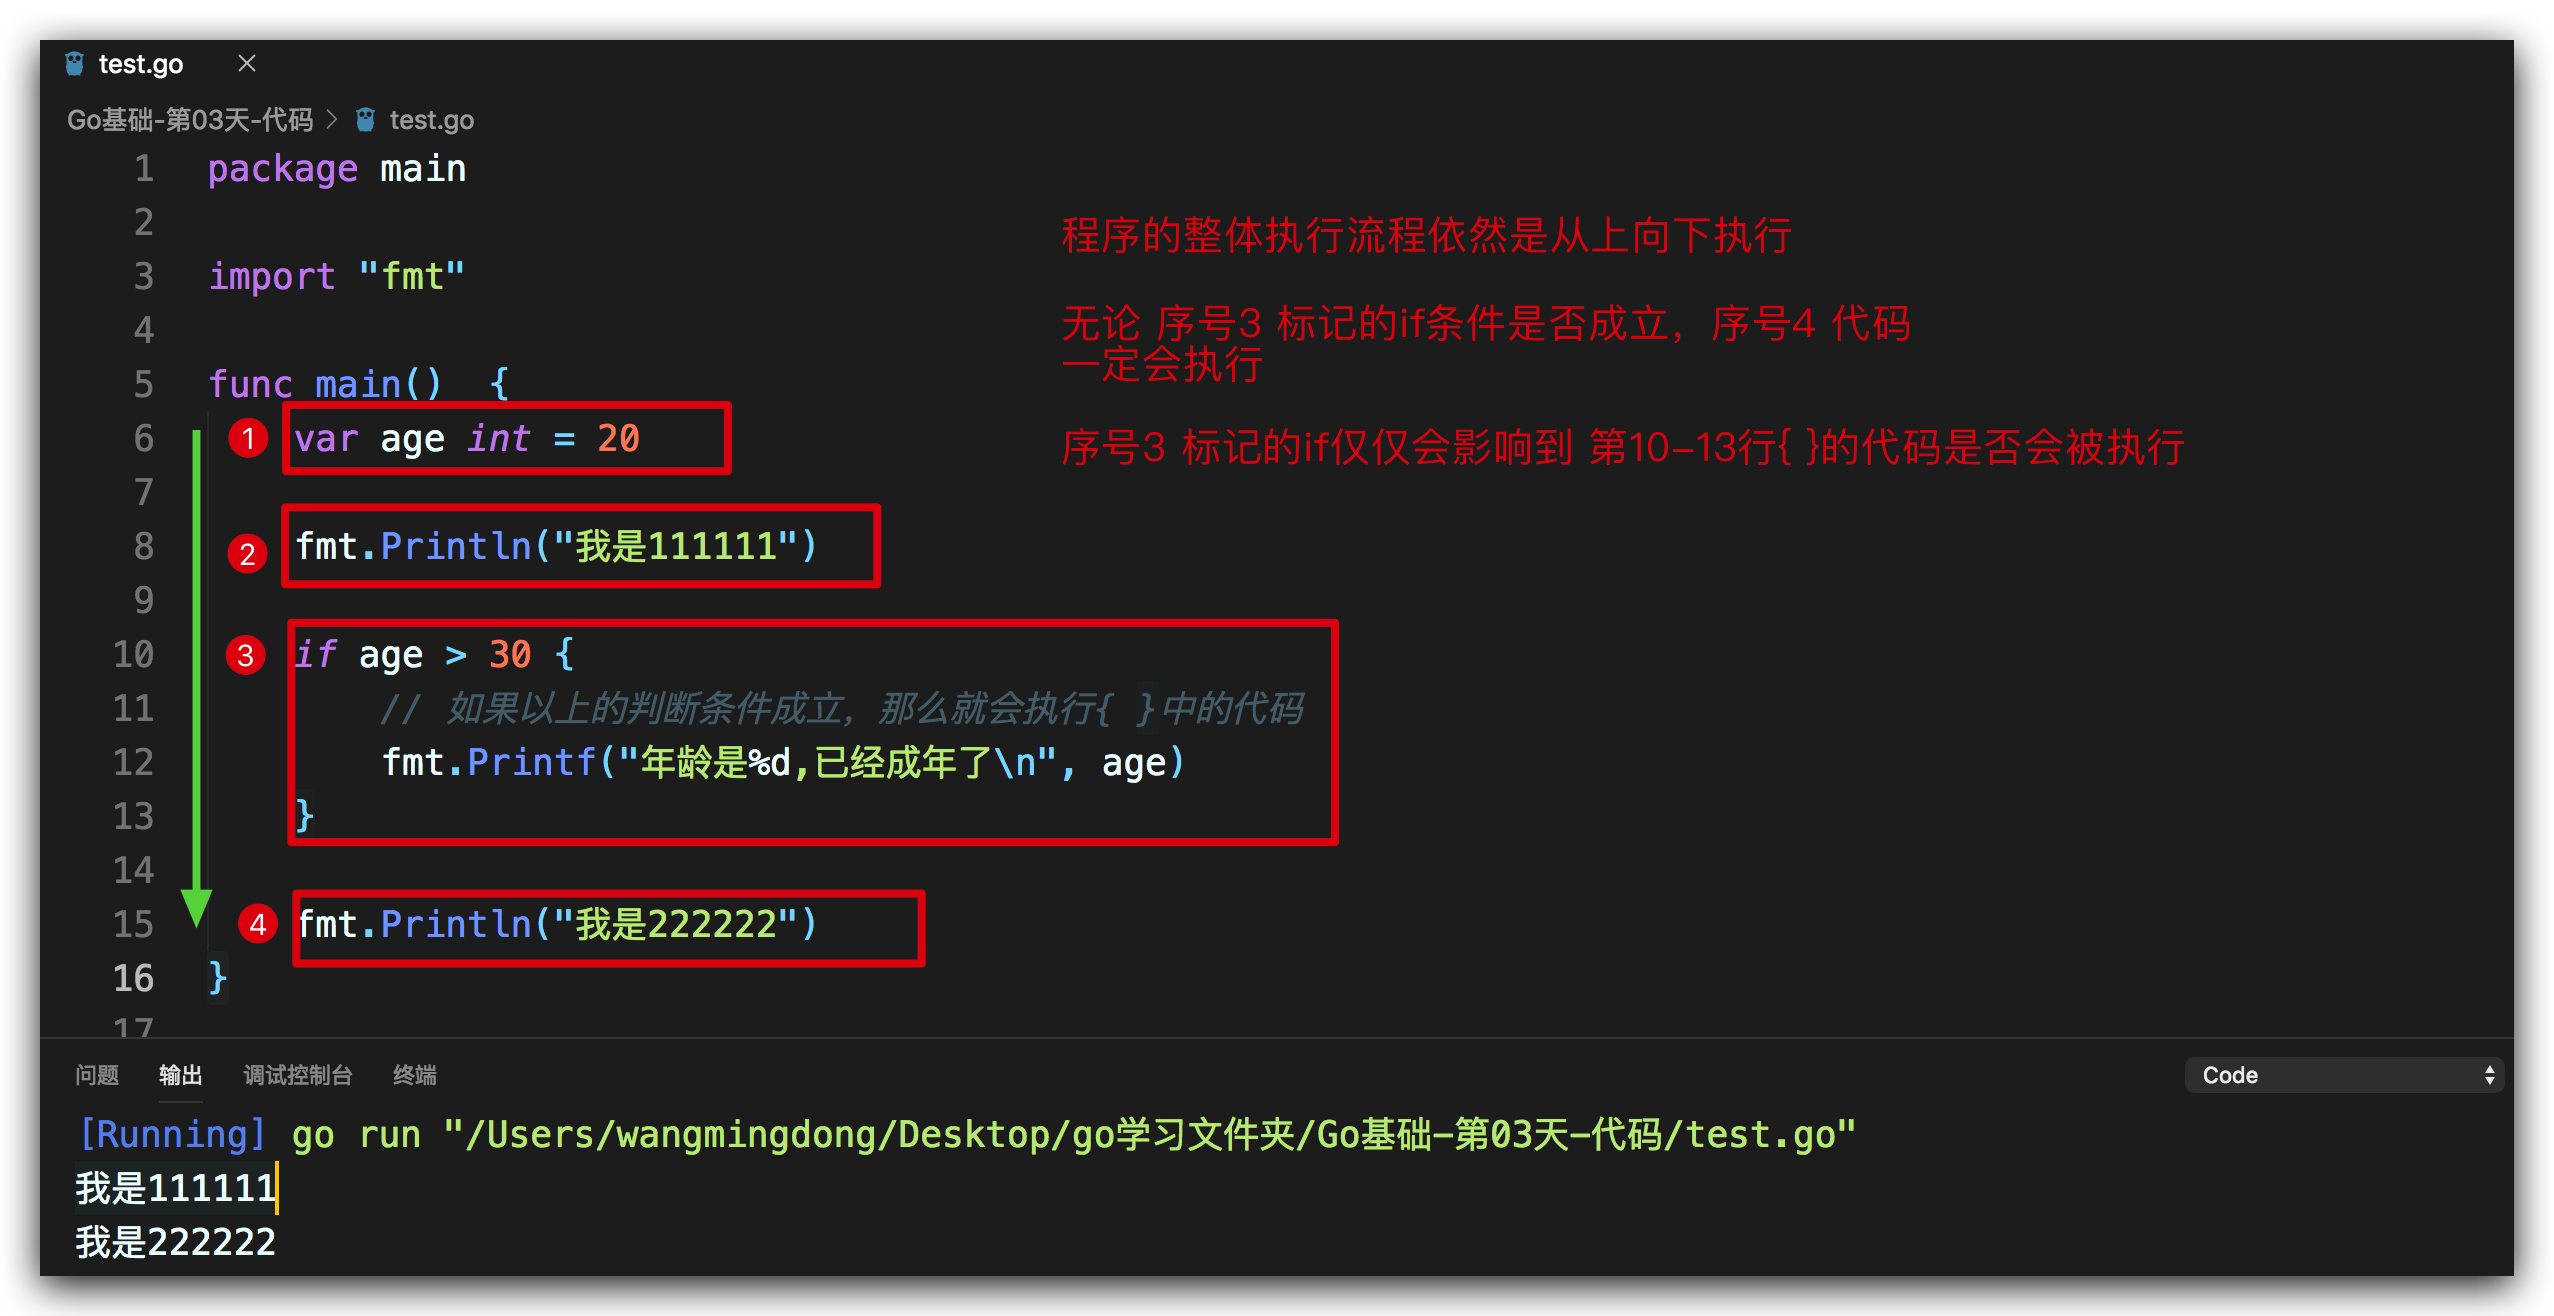 test.go
Go基础-第03天-代码 > test.go
1 package main
2
3 import "fmt"
4
5 func main()  {
6 ① var age int = 20
7
8 ② fmt.Println("我是111111")
9
10 ③ if age > 30 {
11 // 如果以上的判断条件成立，那么就会执行{ }中的代码
12 fmt.Printf("年龄是%d,已经成年了\n", age)
13 }
14
15 ④ fmt.Println("我是222222")
16 }
17
程序的整体执行流程依然是从上向下执行
无论 序号3 标记的if条件是否成立，序号4 代码
一定会执行
序号3 标记的if仅仅会影响到 第10-13行{ }的代码是否会被执行
问题 输出 调试控制台 终端 Code
[Running] go run "/Users/wangmingdong/Desktop/go学习文件夹/Go基础-第03天-代码/test.go"
我是111111
我是222222